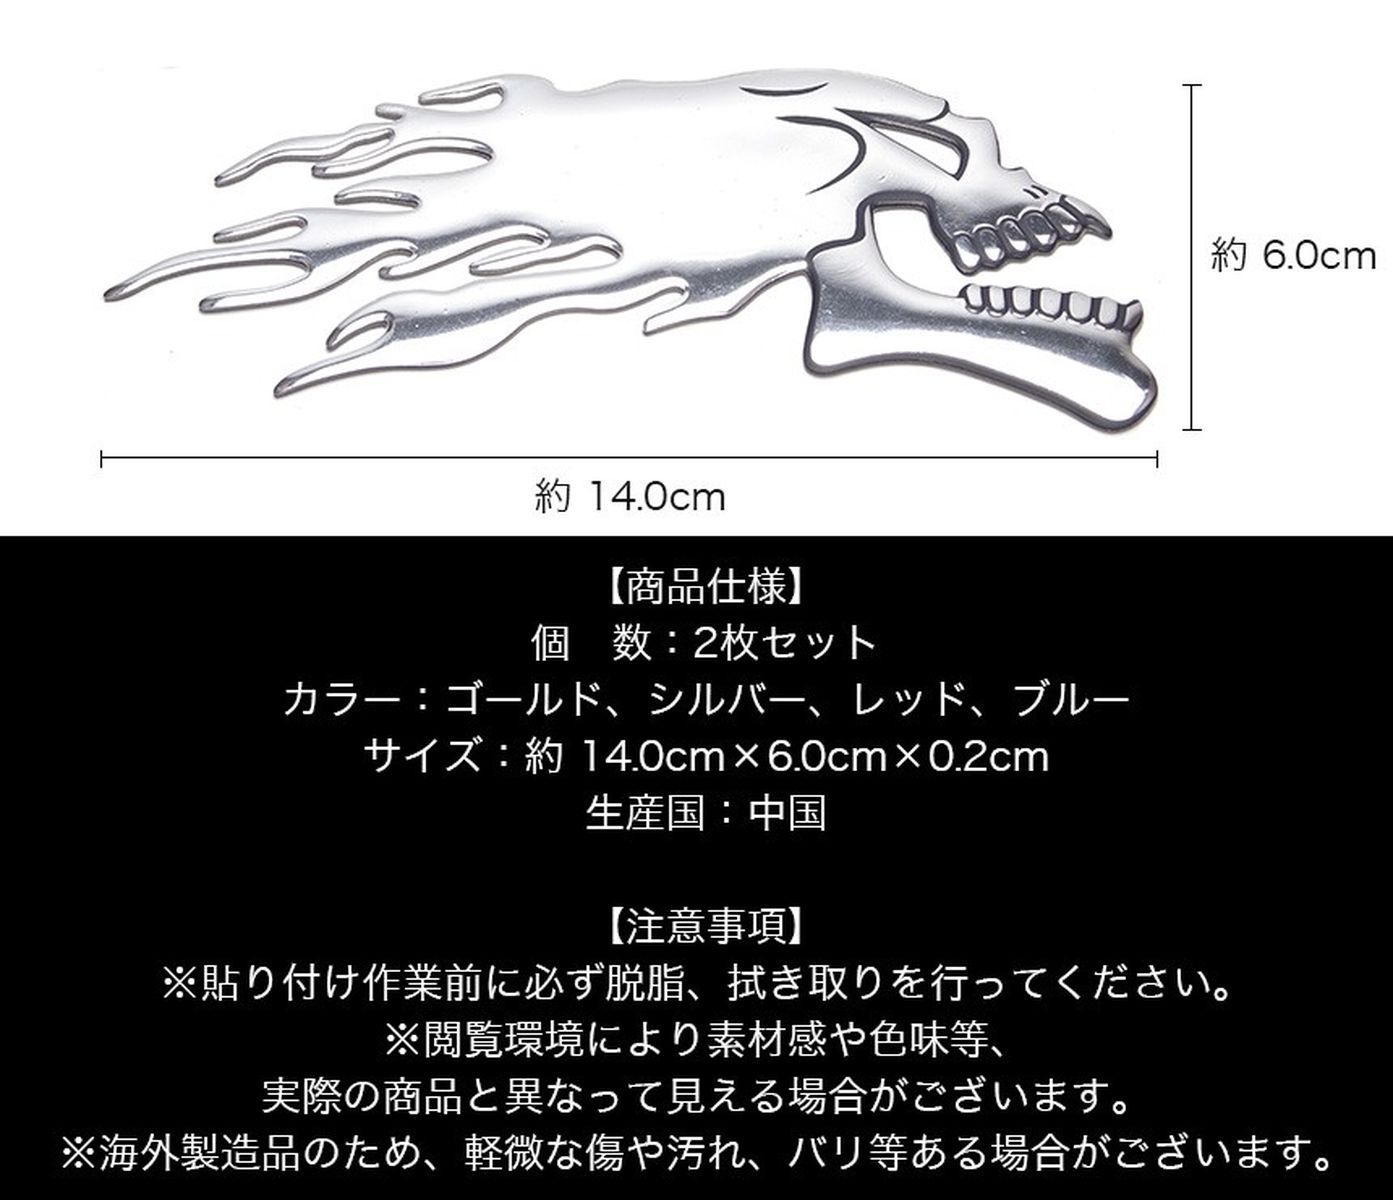 約 6.0cm
約 14.0cm
【商品仕様】
個　数：2枚セット
カラー：ゴールド、シルバー、レッド、ブルー
サイズ：約 14.0cm×6.0cm×0.2cm
生産国：中国
【注意事項】
※貼り付け作業前に必ず脱脂、拭き取りを行ってください。
※閲覧環境により素材感や色味等、
実際の商品と異なって見える場合がございます。
※海外製造品のため、軽微な傷や汚れ、バリ等ある場合がございます。